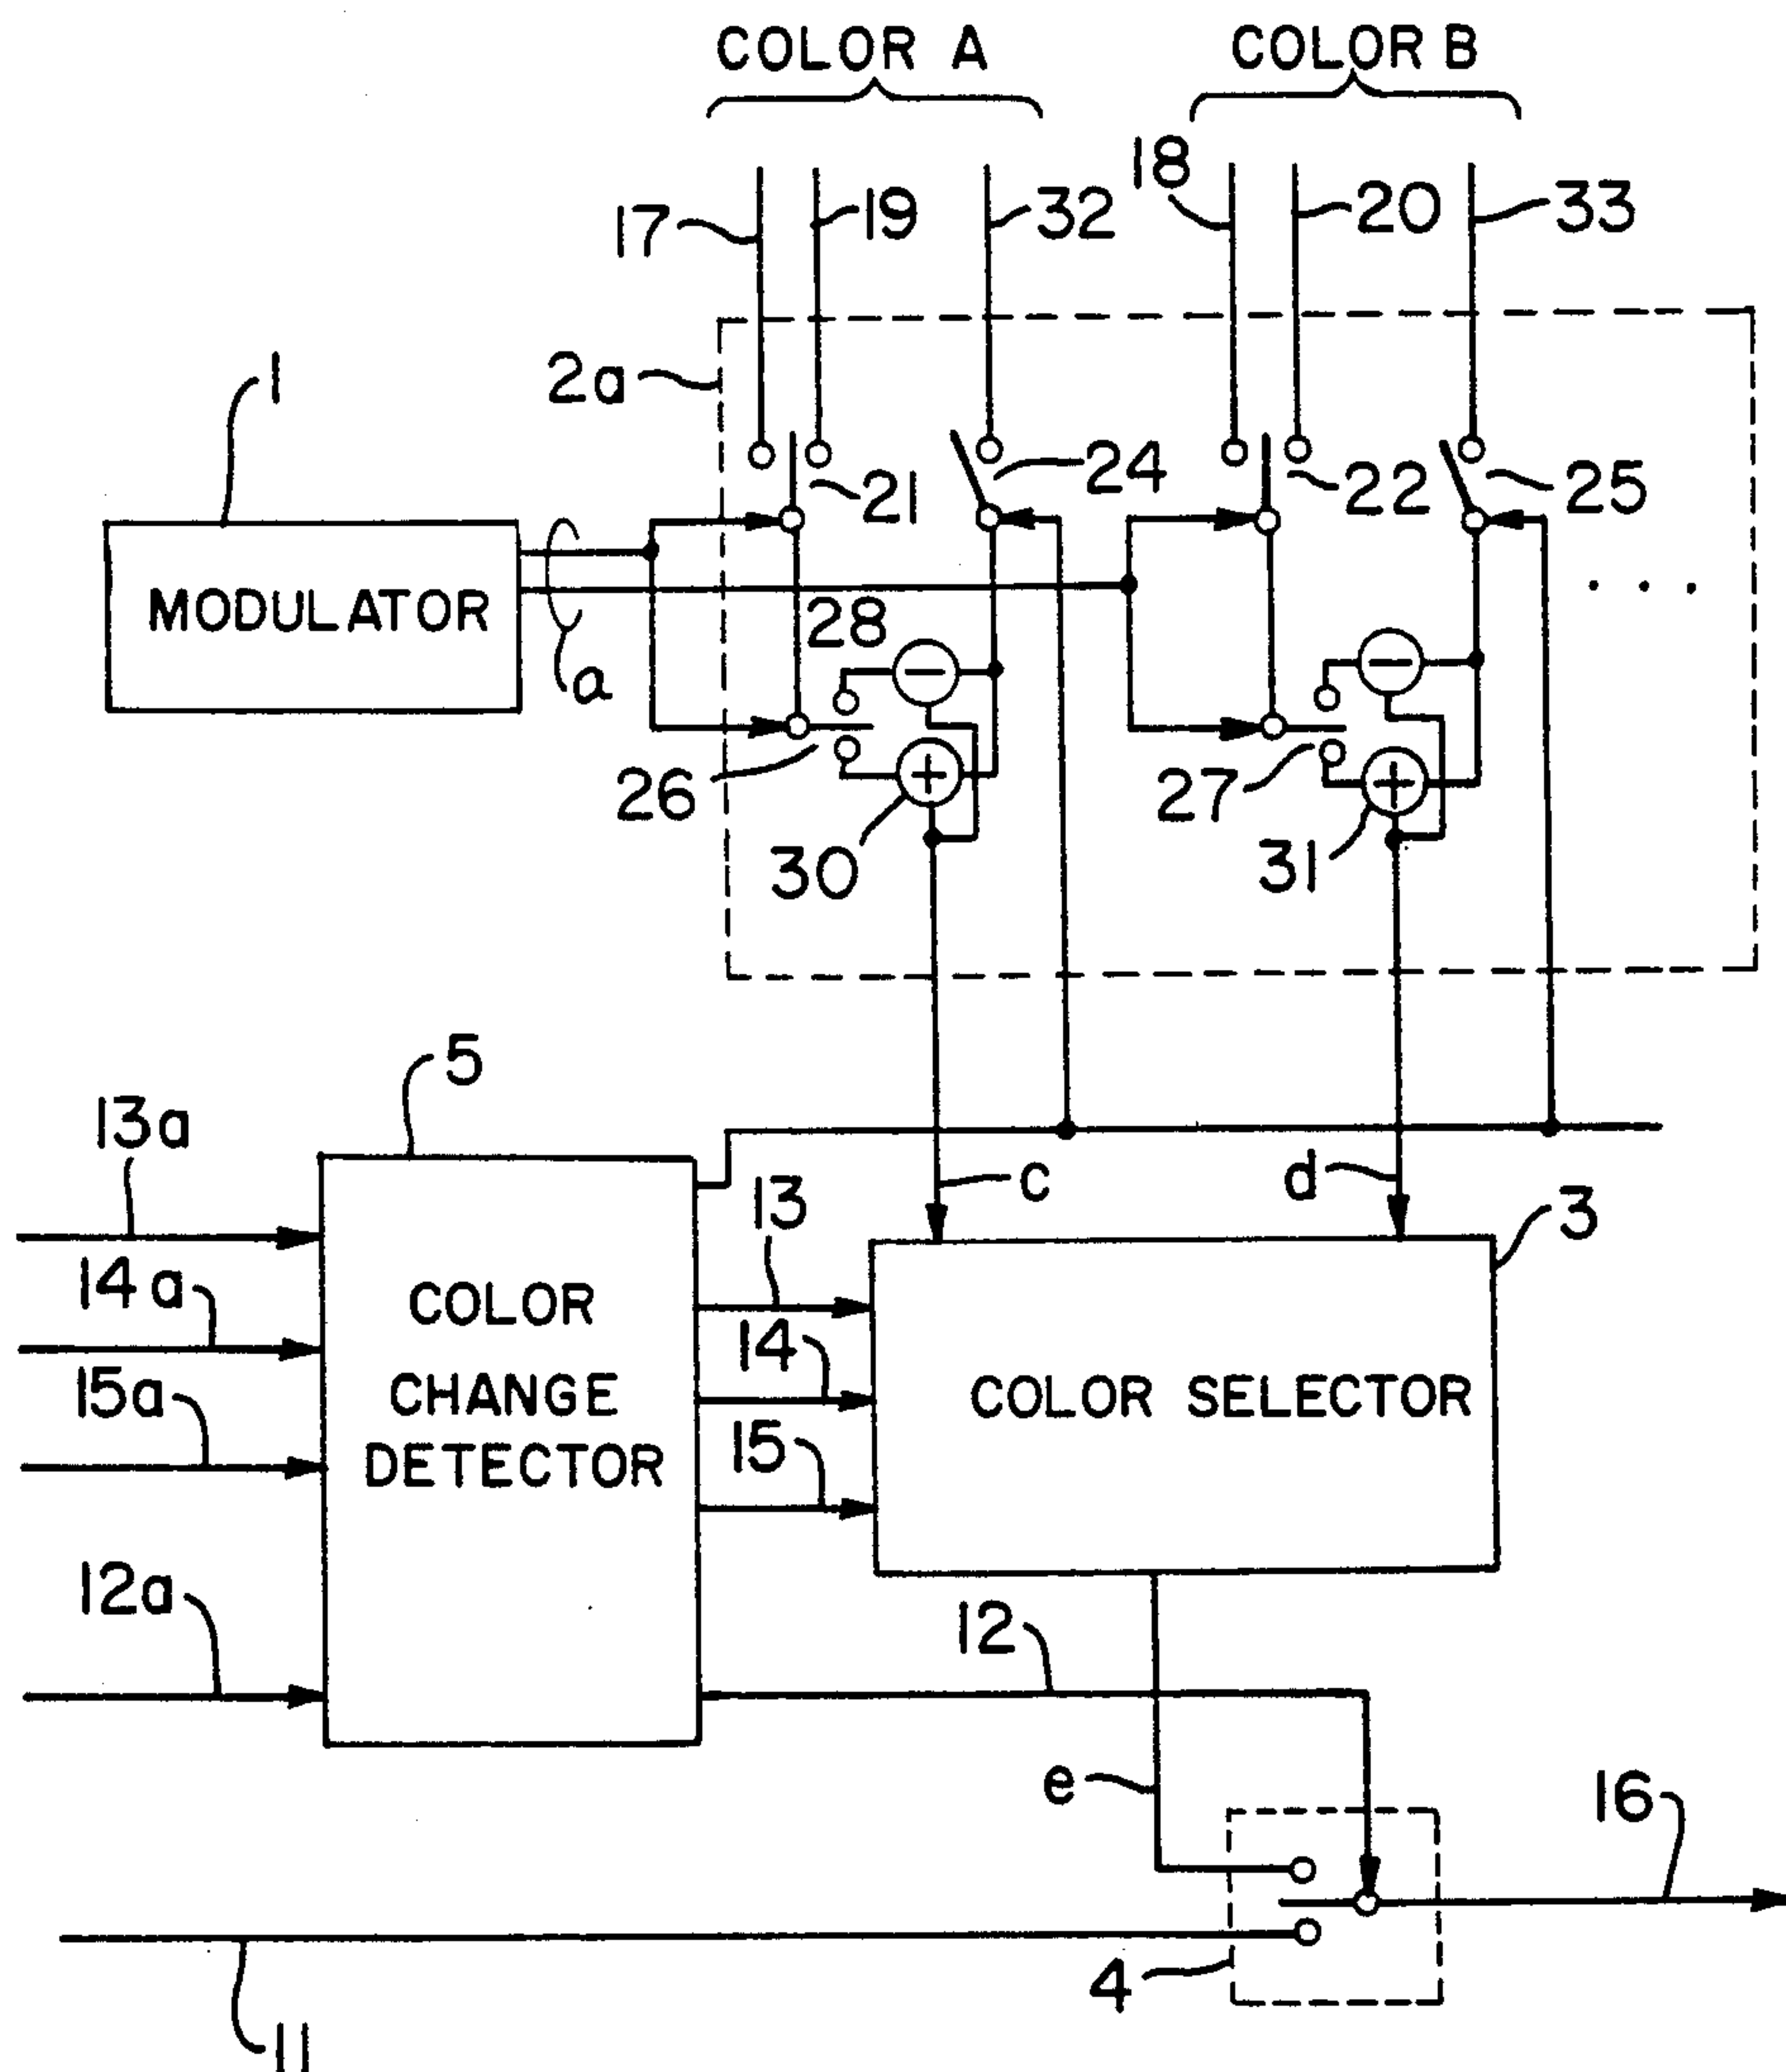 COLOR A COLOR B
17 19 32 18 20 33
2a
1
21 24 22 25
MODULATOR
a
28
26 27
30 31
. . .
5
13a
c d
13 3
14a
COLOR
CHANGE
DETECTOR
14
15a
15
COLOR SELECTOR
12a
12
e
16
4
11